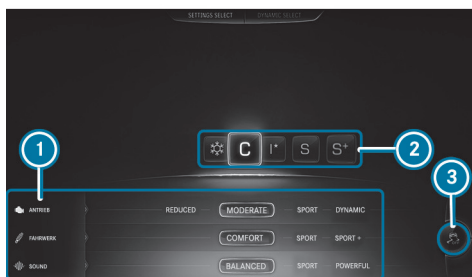 SETTINGS SELECT DYNAMIC SELECT
C I* S S+
2
1
3
ANTRIEB REDUCED MODERATE SPORT DYNAMIC
FAHRWERK COMFORT SPORT SPORT +
SOUND BALANCED SPORT POWERFUL